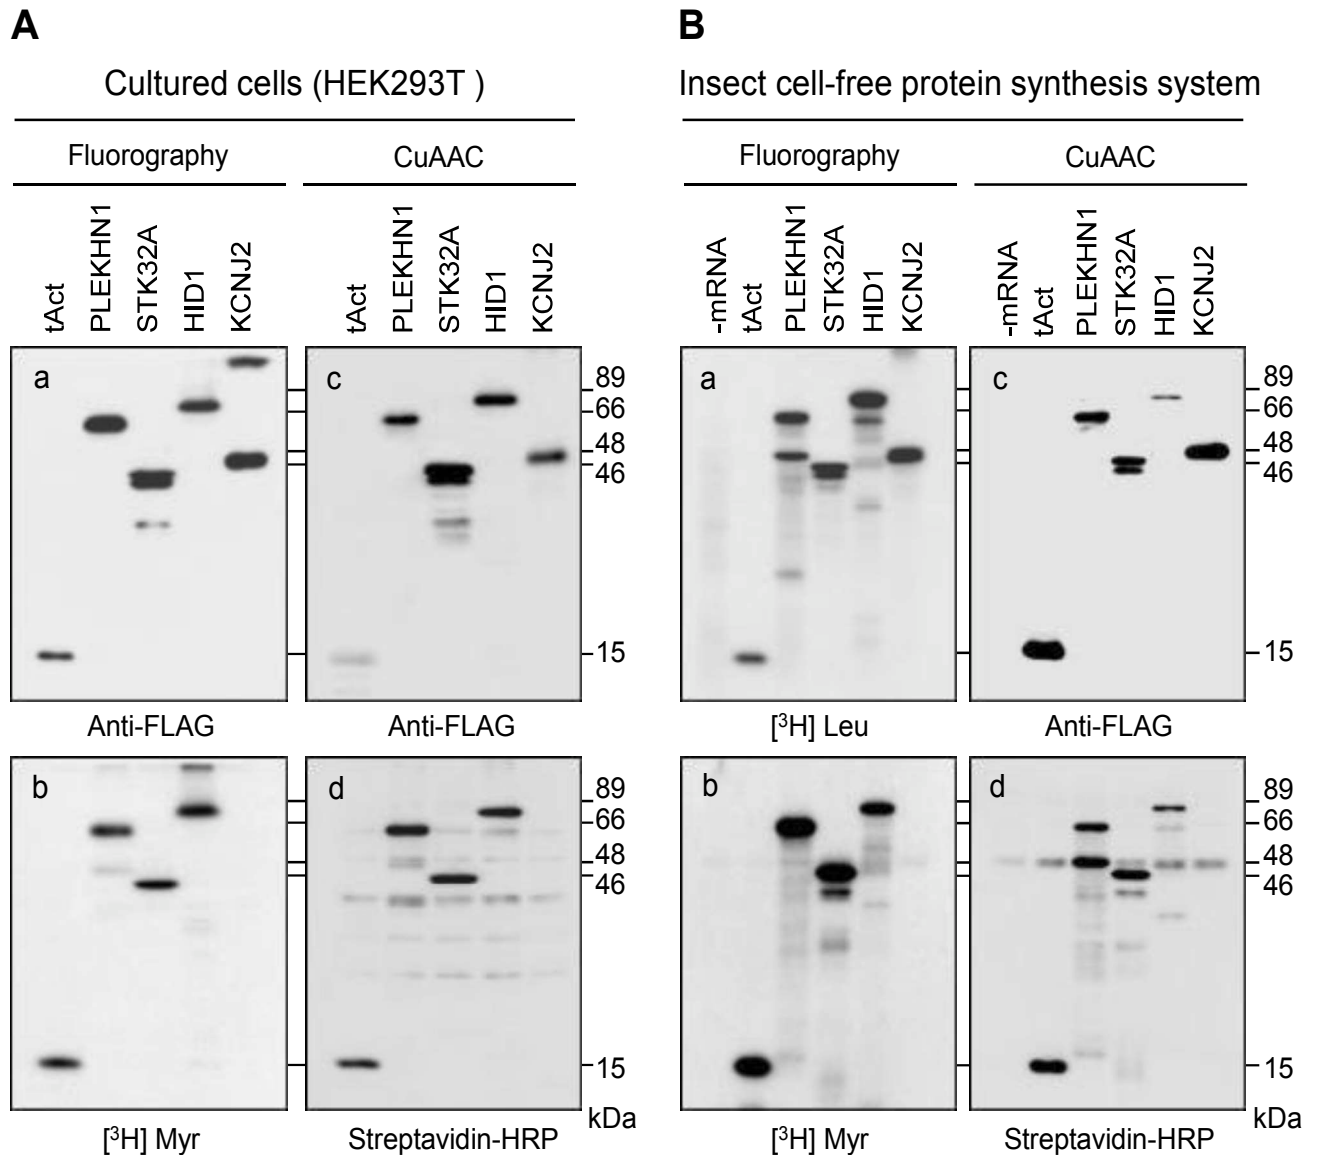 A
B
Cultured cells (HEK293T )
Insect cell-free protein synthesis system
Fluorography
CuAAC
Fluorography
CuAAC
tAct
PLEKHN1
STK32A
HID1
KCNJ2
tAct
PLEKHN1
STK32A
HID1
KCNJ2
-mRNA
tAct
PLEKHN1
STK32A
HID1
KCNJ2
-mRNA
tAct
PLEKHN1
STK32A
HID1
KCNJ2
a
c
89
66
48
46
15
a
c
89
66
48
46
15
Anti-FLAG
Anti-FLAG
[³H] Leu
Anti-FLAG
b
d
89
66
48
46
15
kDa
b
d
89
66
48
46
15
kDa
[³H] Myr
Streptavidin-HRP
[³H] Myr
Streptavidin-HRP